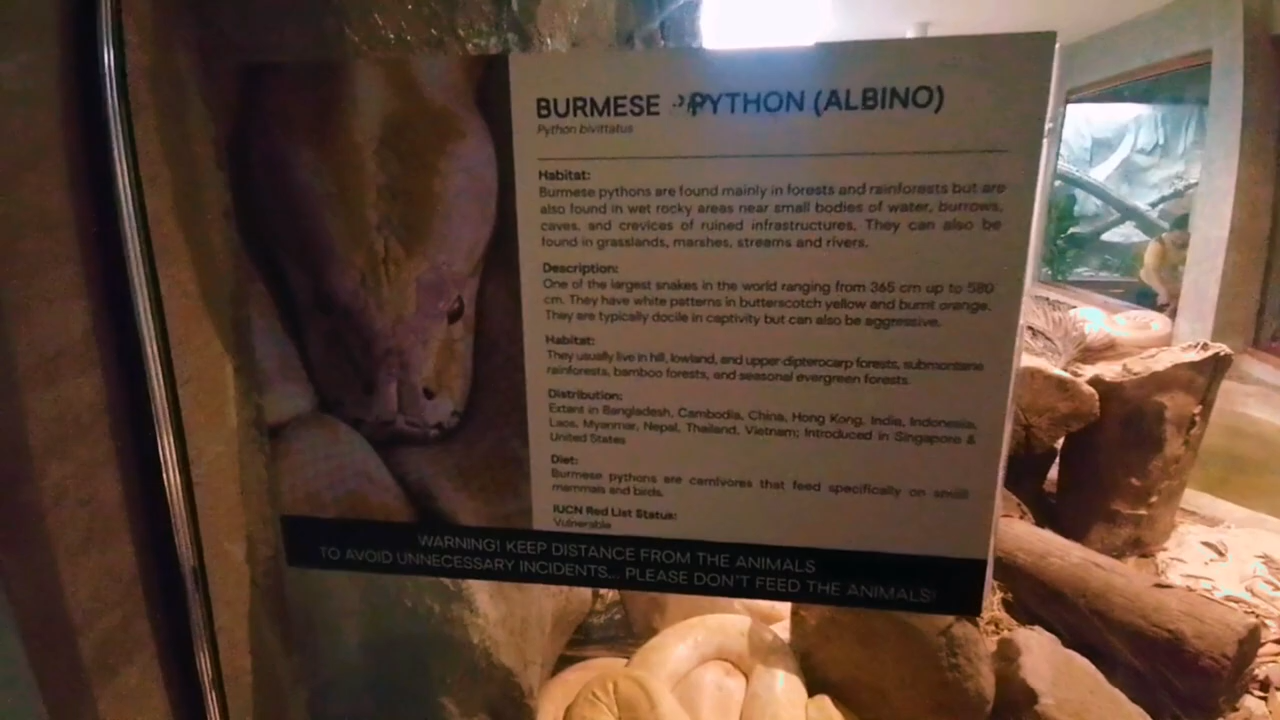 BURMESE PYTHON (ALBINO)
Python bivittatus
Habitat:
Burmese pythons are found mainly in forests and rainforests but are
also found in wet rocky areas near small bodies of water, burrows,
caves, and crevices of ruined infrastructures. They can also be
found in grasslands, marshes, streams and rivers.
Description:
One of the largest snakes in the world ranging from 365 cm up to 580
cm. They have white patterns in butterscotch yellow and burnt orange.
They are typically docile in captivity but can also be aggressive.
Habitat:
They usually live in hill, lowland, and upper dipterocarp forests, submontane
rainforests, bamboo forests, and seasonal evergreen forests.
Distribution:
Extant in Bangladesh, Cambodia, China, Hong Kong, India, Indonesia,
Laos, Myanmar, Nepal, Thailand, Vietnam; Introduced in Singapore &
United States
Diet:
Burmese pythons are carnivores that feed specifically on small
mammals and birds.
IUCN Red List Status:
Vulnerable
WARNING! KEEP DISTANCE FROM THE ANIMALS
TO AVOID UNNECESSARY INCIDENTS... PLEASE DON'T FEED THE ANIMALS!